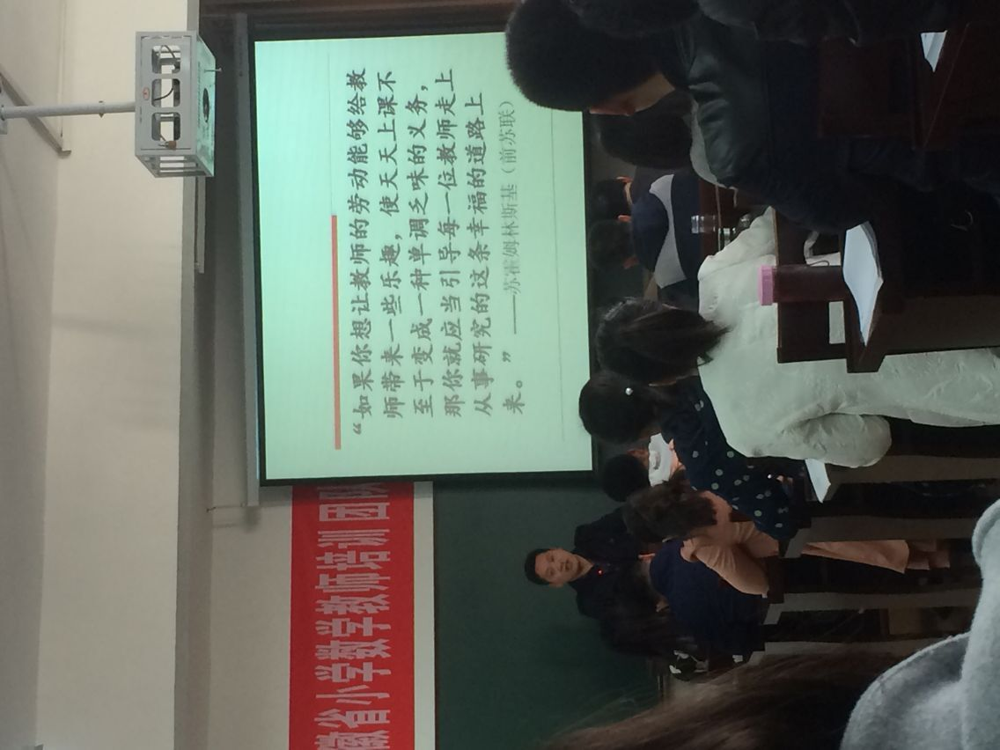 “如果你想让教师的劳动能够给教
师带来一些乐趣，使天天上课不
至于变成一种单调乏味的义务，
那你就应当引导每一位教师走上
从事研究的这条幸福的道路上
来。”
——苏霍姆林斯基（前苏联）
徽省小学数学教师培训 团队